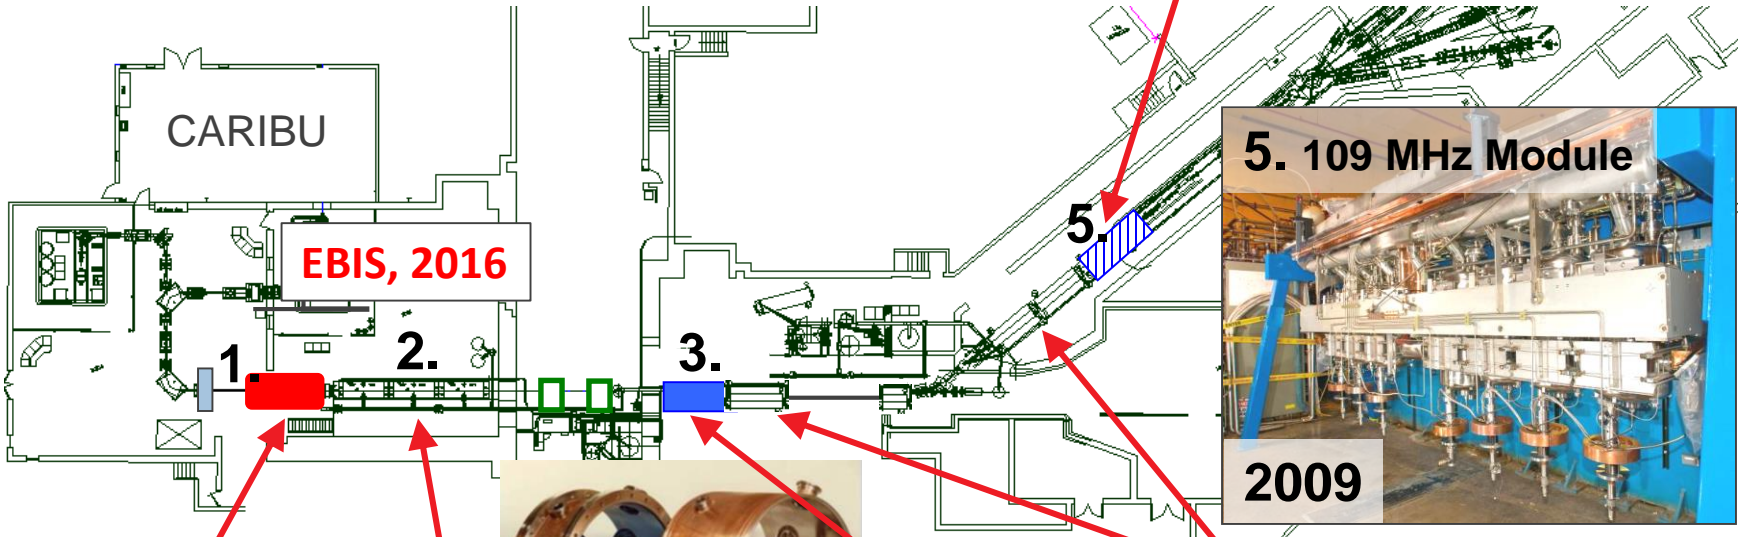 CARIBU
5. 109 MHz Module
5.
EBIS, 2016
1.
2.
3.
2009